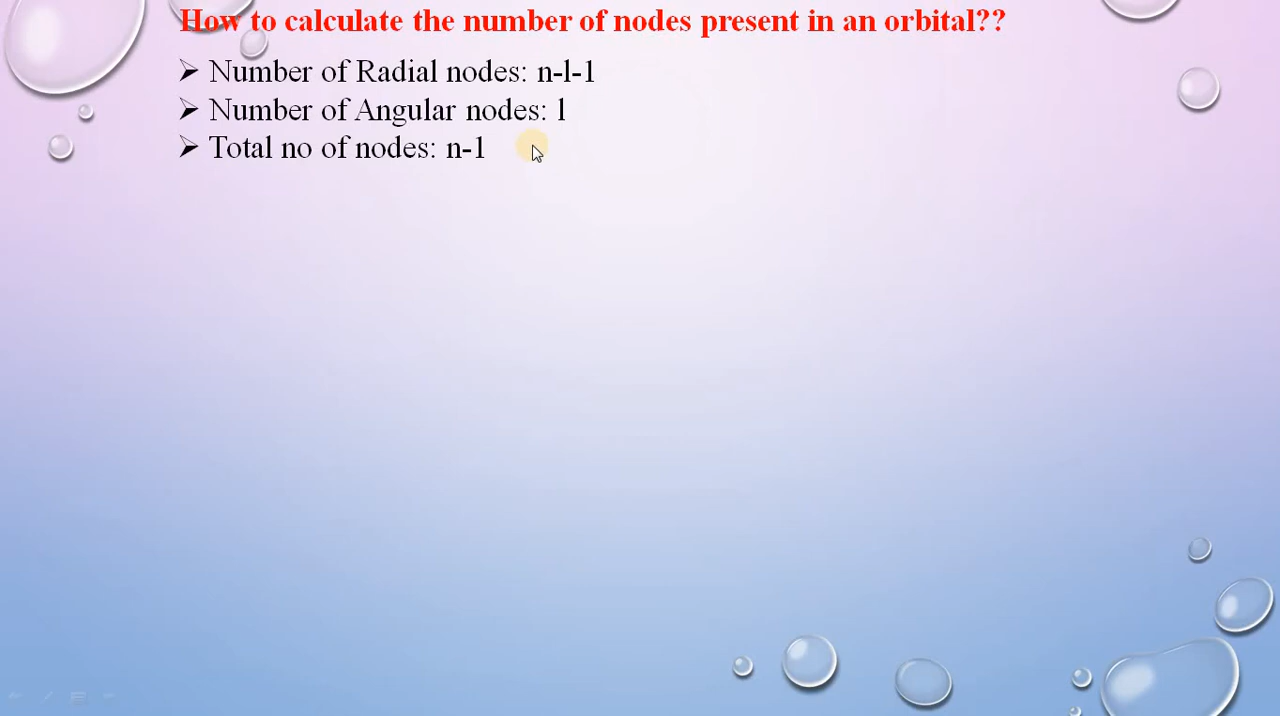 How to calculate the number of nodes present in an orbital??
➢ Number of Radial nodes: n-l-1
➢ Number of Angular nodes: l
➢ Total no of nodes: n-1